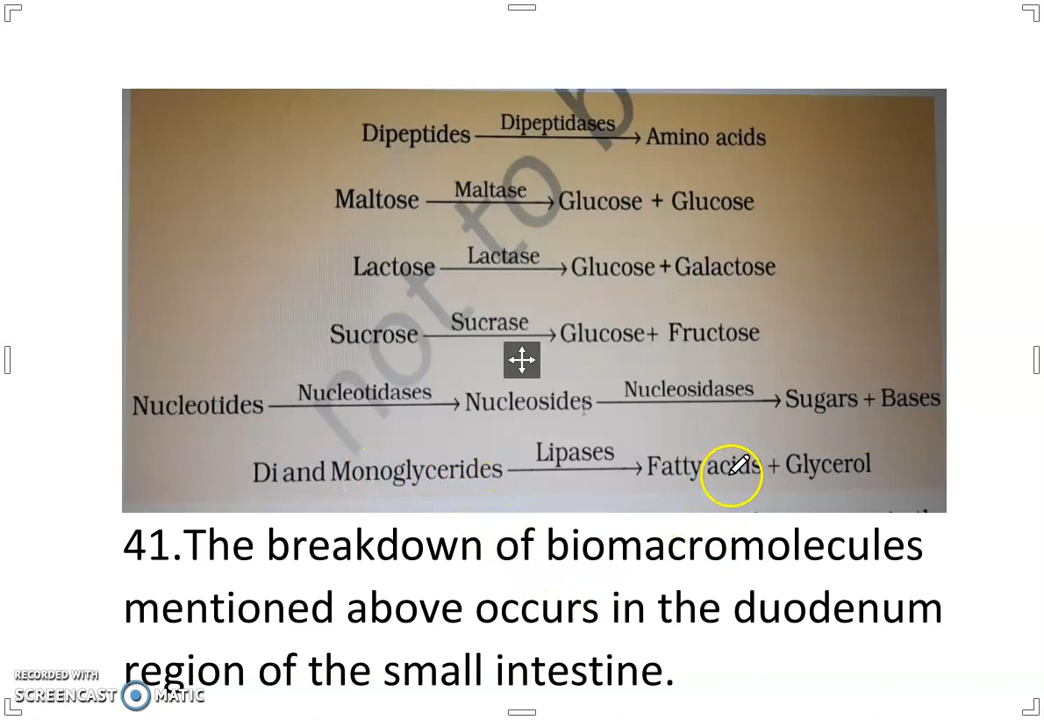 Dipeptides Dipeptidases → Amino acids
Maltose Maltase → Glucose + Glucose
Lactose Lactase → Glucose + Galactose
Sucrose Sucrase → Glucose + Fructose
Nucleotides Nucleotidases → Nucleosides Nucleosidases → Sugars + Bases
Di and Monoglycerides Lipases → Fatty acids + Glycerol
not to b
41.The breakdown of biomacromolecules
mentioned above occurs in the duodenum
region of the small intestine.
RECORDED WITH
SCREENCAST MATIC